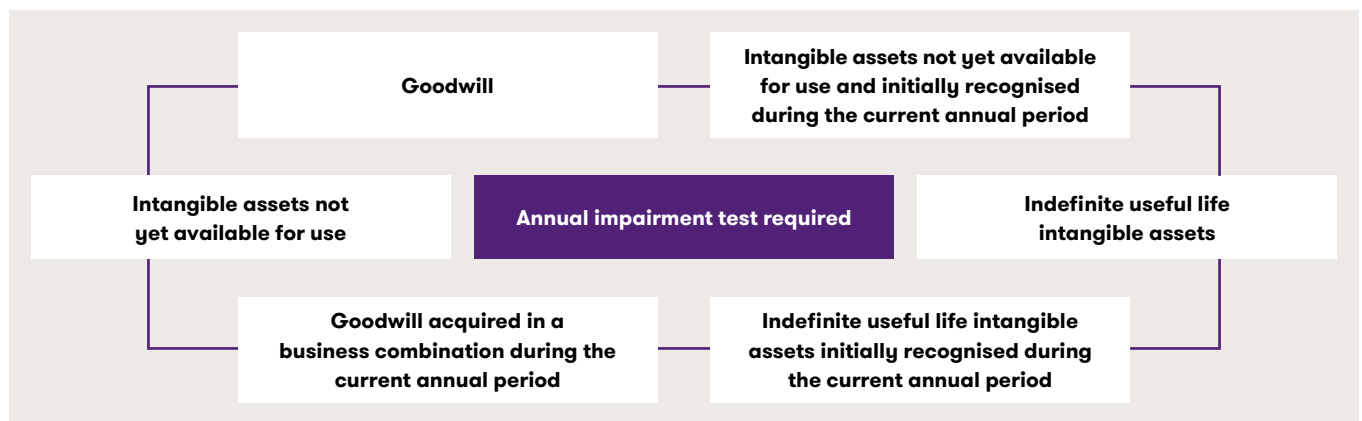 Goodwill
Intangible assets not yet available
for use and initially recognised
during the current annual period
Intangible assets not
yet available for use
Annual impairment test required
Indefinite useful life
intangible assets
Goodwill acquired in a
business combination during the
current annual period
Indefinite useful life intangible
assets initially recognised during
the current annual period